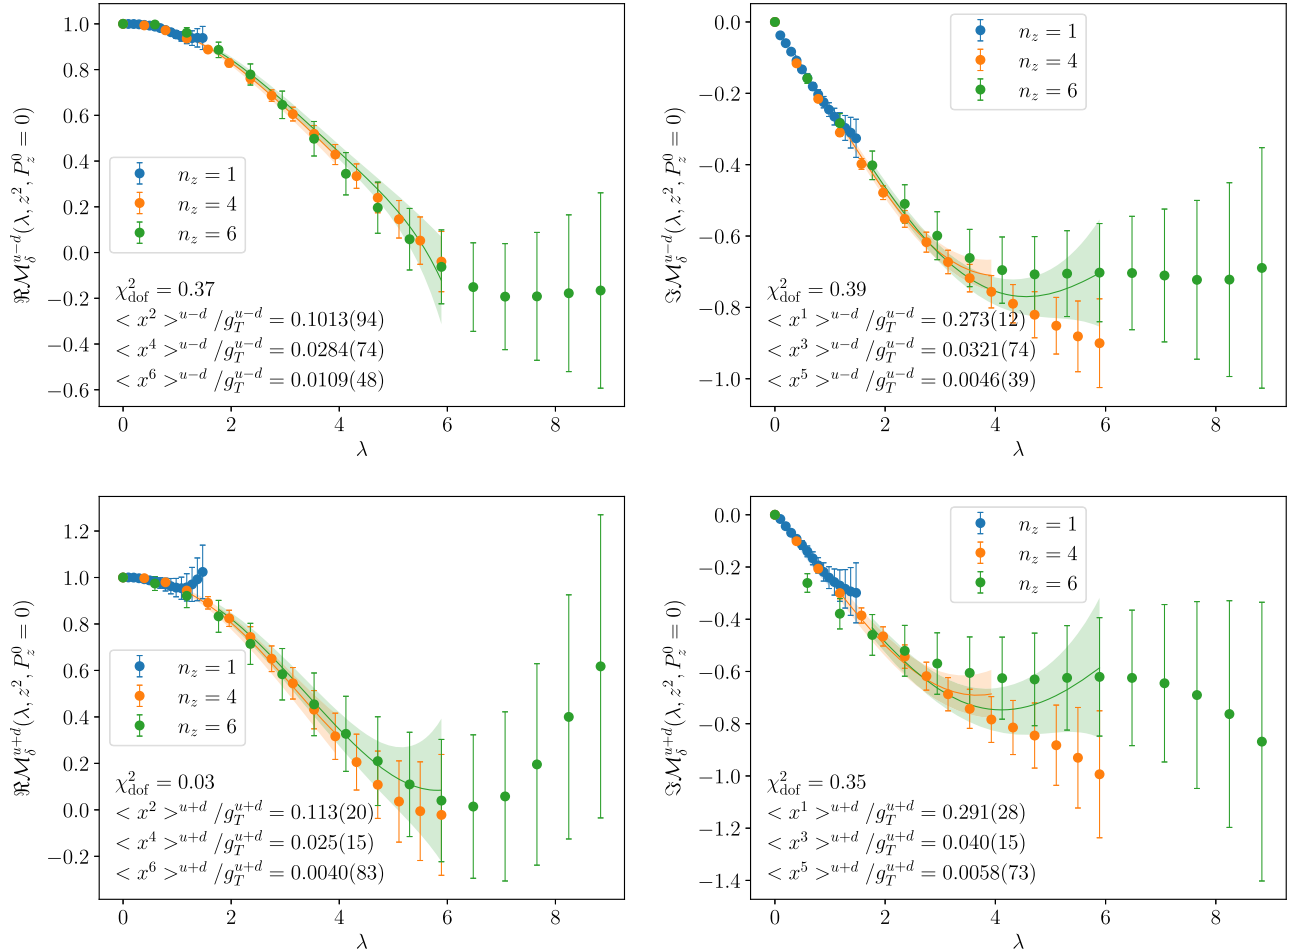 ℜM_δ^{u−d}(λ, z², P_z^0 = 0)
1.0
0.8
0.6
0.4
0.2
0.0
−0.2
−0.4
−0.6
n_z = 1
n_z = 4
n_z = 6
χ²_dof = 0.37
< x² >^{u−d} /g_T^{u−d} = 0.1013(94)
< x⁴ >^{u−d} /g_T^{u−d} = 0.0284(74)
< x⁶ >^{u−d} /g_T^{u−d} = 0.0109(48)
0 2 4 6 8
λ
ℑM_δ^{u−d}(λ, z², P_z^0 = 0)
0.0
−0.2
−0.4
−0.6
−0.8
−1.0
n_z = 1
n_z = 4
n_z = 6
χ²_dof = 0.39
< x¹ >^{u−d} /g_T^{u−d} = 0.273(12)
< x³ >^{u−d} /g_T^{u−d} = 0.0321(74)
< x⁵ >^{u−d} /g_T^{u−d} = 0.0046(39)
0 2 4 6 8
λ
ℜM_δ^{u+d}(λ, z², P_z^0 = 0)
1.2
1.0
0.8
0.6
0.4
0.2
0.0
−0.2
n_z = 1
n_z = 4
n_z = 6
χ²_dof = 0.03
< x² >^{u+d} /g_T^{u+d} = 0.113(20)
< x⁴ >^{u+d} /g_T^{u+d} = 0.025(15)
< x⁶ >^{u+d} /g_T^{u+d} = 0.0040(83)
0 2 4 6 8
λ
ℑM_δ^{u+d}(λ, z², P_z^0 = 0)
0.0
−0.2
−0.4
−0.6
−0.8
−1.0
−1.2
−1.4
n_z = 1
n_z = 4
n_z = 6
χ²_dof = 0.35
< x¹ >^{u+d} /g_T^{u+d} = 0.291(28)
< x³ >^{u+d} /g_T^{u+d} = 0.040(15)
< x⁵ >^{u+d} /g_T^{u+d} = 0.0058(73)
0 2 4 6 8
λ